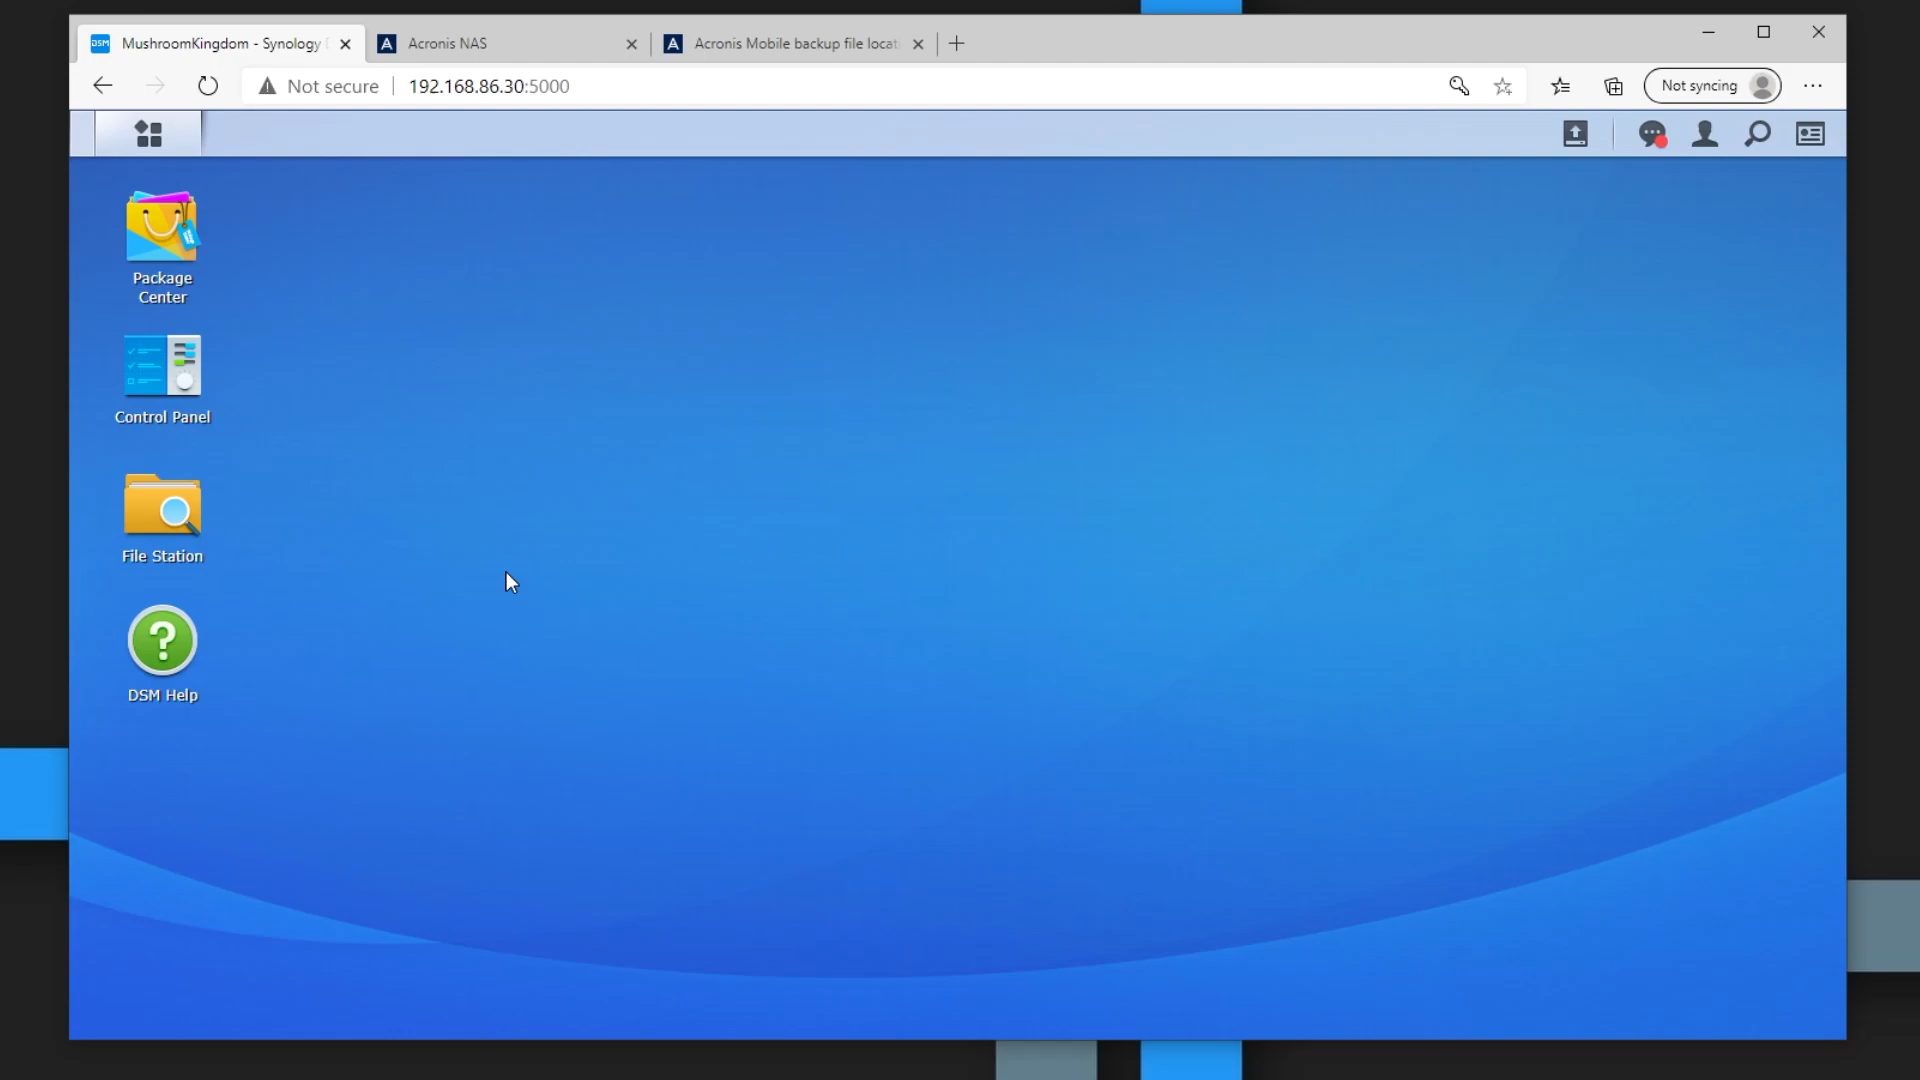 DSM MushroomKingdom - Synology
Acronis NAS
Acronis Mobile backup file locat
Not secure
192.168.86.30:5000
Not syncing
Package
Center
Control Panel
File Station
DSM Help